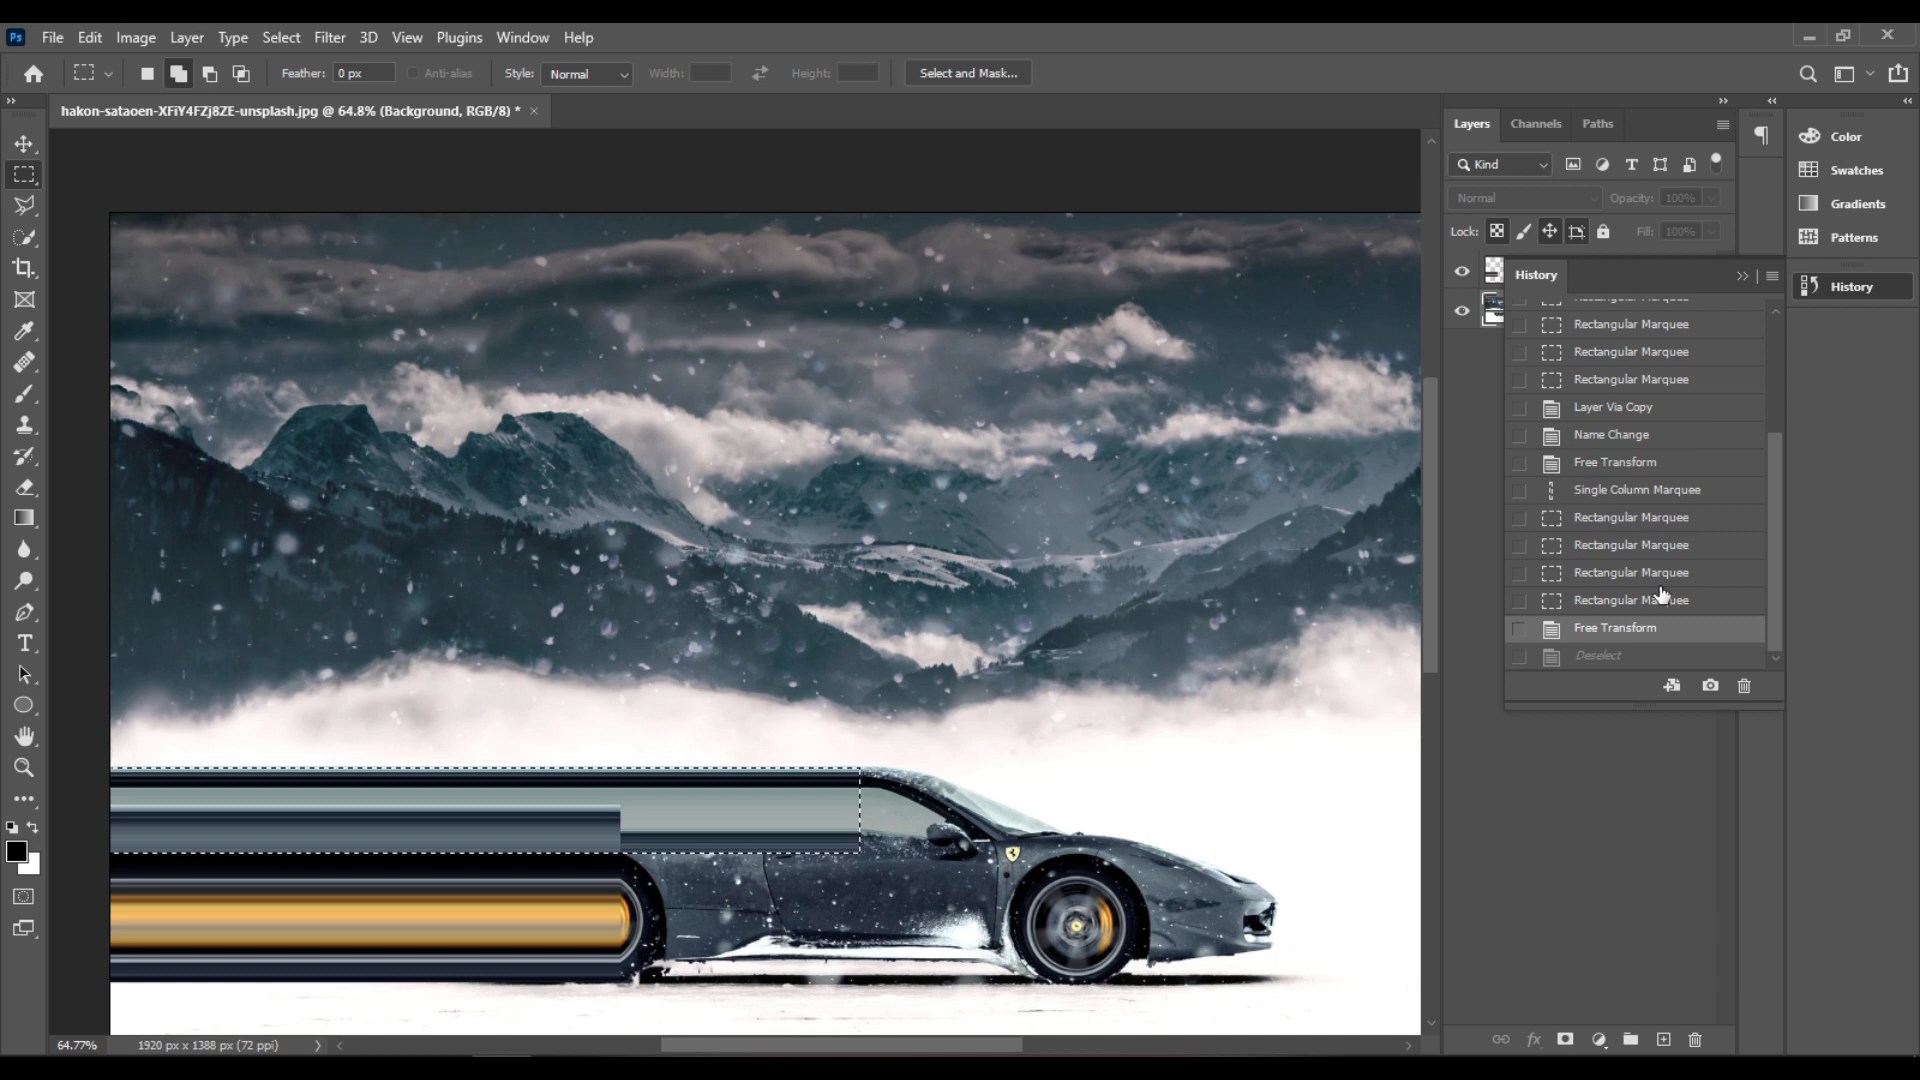 Ps File Edit Image Layer Type Select Filter 3D View Plugins Window Help
Feather: 0 px Anti-alias Style: Normal Width: Height: Select and Mask...
hakon-sataoen-XFiY4FZj8ZE-unsplash.jpg @ 64.8% (Background, RGB/8) *
Layers Channels Paths
Kind
Normal Opacity: 100%
Lock: Fill: 100%
Color
Swatches
Gradients
Patterns
History
History
Rectangular Marquee
Rectangular Marquee
Rectangular Marquee
Rectangular Marquee
Layer Via Copy
Name Change
Free Transform
Single Column Marquee
Rectangular Marquee
Rectangular Marquee
Rectangular Marquee
Rectangular Marquee
Free Transform
Deselect
64.77% 1920 px x 1388 px (72 ppi)